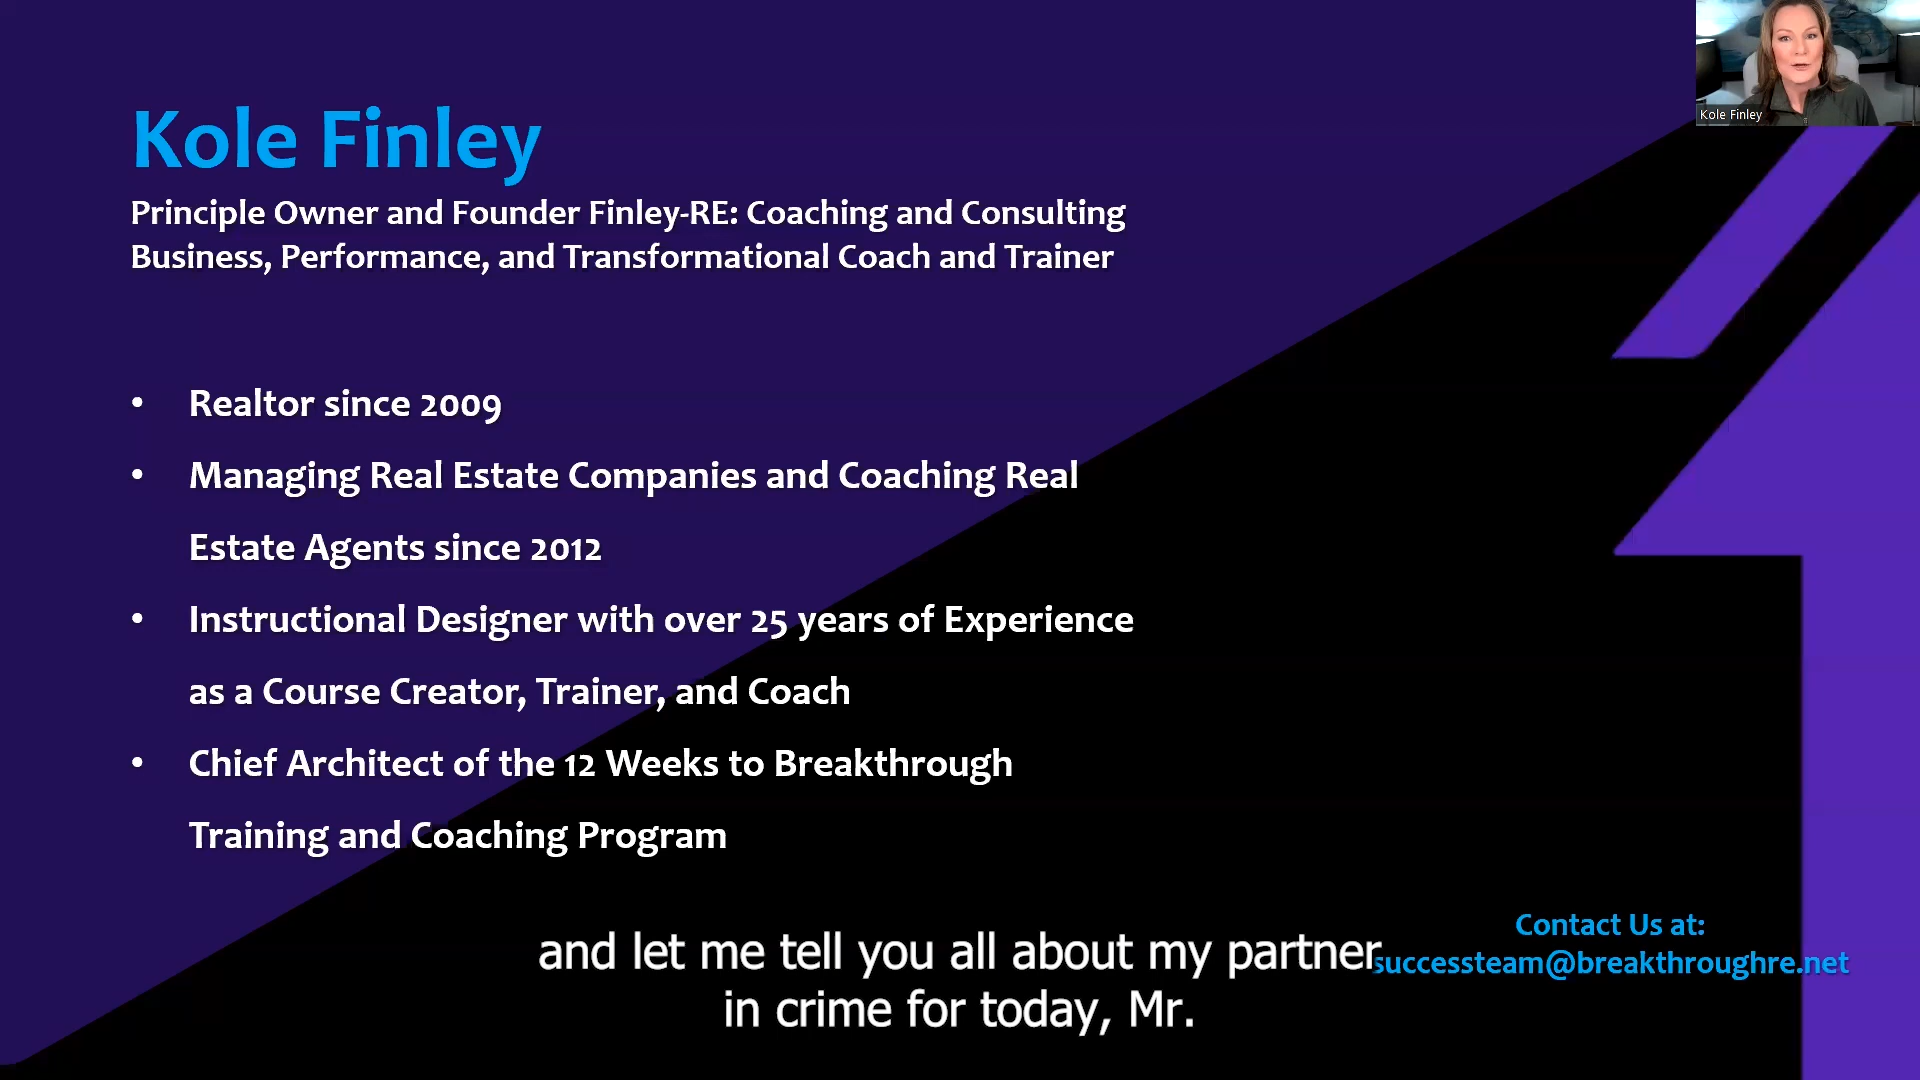 Kole Finley
Kole Finley
Principle Owner and Founder Finley-RE: Coaching and Consulting
Business, Performance, and Transformational Coach and Trainer
• Realtor since 2009
• Managing Real Estate Companies and Coaching Real
Estate Agents since 2012
• Instructional Designer with over 25 years of Experience
as a Course Creator, Trainer, and Coach
• Chief Architect of the 12 Weeks to Breakthrough
Training and Coaching Program
Contact Us at:
successteam@breakthroughre.net
and let me tell you all about my partner
in crime for today, Mr.